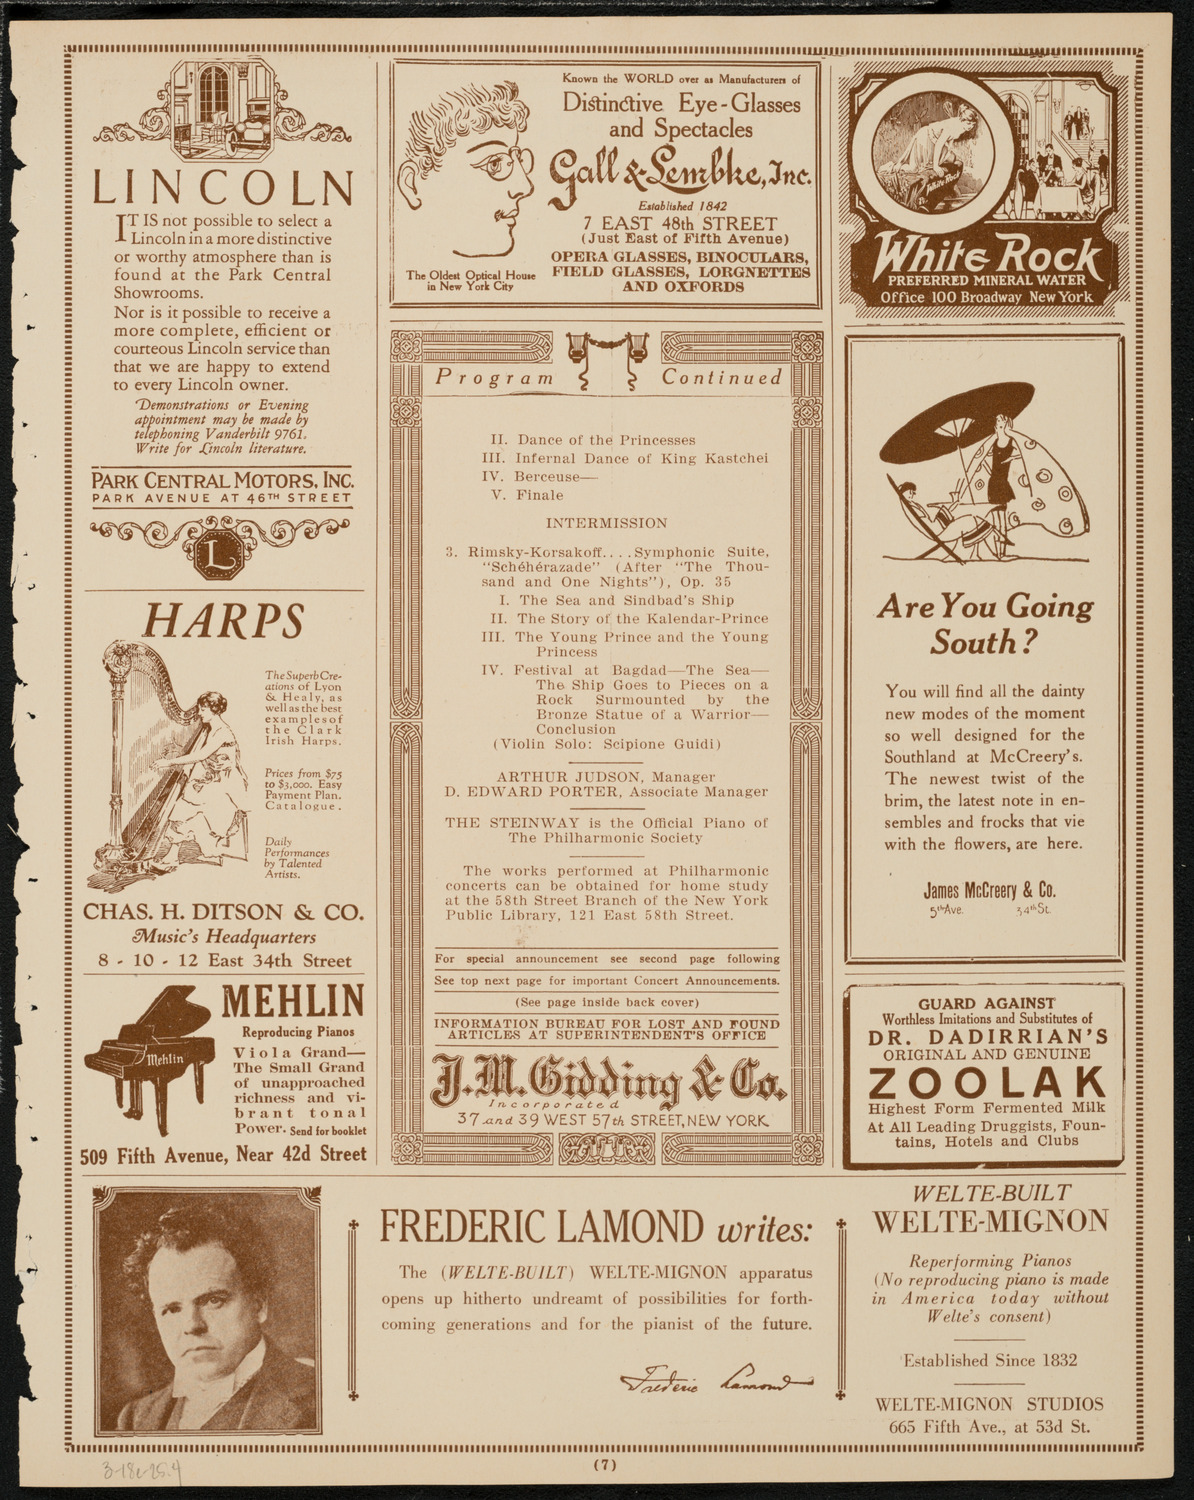 LINCOLN
IT IS not possible to select a
Lincoln in a more distinctive
or worthy atmosphere than is
found at the Park Central
Showrooms.
Nor is it possible to receive a
more complete, efficient or
courteous Lincoln service than
that we are happy to extend
to every Lincoln owner.
Demonstrations or Evening
appointment may be made by
telephoning Vanderbilt 9761.
Write for Lincoln literature.
PARK CENTRAL MOTORS, INC.
PARK AVENUE AT 46TH STREET
L
HARPS
The Superb Cre-
ations of Lyon
& Healy, as
well as the best
examples of
the Clark
Irish Harps.
Prices from $75
to $3,000. Easy
Payment Plan.
Catalogue.
Daily
Performances
by Talented
Artists.
CHAS. H. DITSON & CO.
Music's Headquarters
8 - 10 - 12 East 34th Street
MEHLIN
Reproducing Pianos
Mehlin
Viola Grand—
The Small Grand
of unapproached
richness and vi-
brant tonal
Power. Send for booklet
509 Fifth Avenue, Near 42d Street
Known the WORLD over as Manufacturers of
Distinctive Eye-Glasses
and Spectacles
Gall & Lembke, Inc.
Established 1842
7 EAST 48th STREET
(Just East of Fifth Avenue)
OPERA GLASSES, BINOCULARS,
FIELD GLASSES, LORGNETTES
AND OXFORDS
The Oldest Optical House
in New York City
Program Continued
II. Dance of the Princesses
III. Infernal Dance of King Kastchei
IV. Berceuse—
V. Finale
INTERMISSION
3. Rimsky-Korsakoff....Symphonic Suite,
"Schéhérazade" (After "The Thou-
sand and One Nights"), Op. 35
I. The Sea and Sindbad's Ship
II. The Story of the Kalendar-Prince
III. The Young Prince and the Young
Princess
IV. Festival at Bagdad—The Sea—
The Ship Goes to Pieces on a
Rock Surmounted by the
Bronze Statue of a Warrior—
Conclusion
(Violin Solo: Scipione Guidi)
ARTHUR JUDSON, Manager
D. EDWARD PORTER, Associate Manager
THE STEINWAY is the Official Piano of
The Philharmonic Society
The works performed at Philharmonic
concerts can be obtained for home study
at the 58th Street Branch of the New York
Public Library, 121 East 58th Street.
For special announcement see second page following
See top next page for important Concert Announcements.
(See page inside back cover)
INFORMATION BUREAU FOR LOST AND FOUND
ARTICLES AT SUPERINTENDENT'S OFFICE
J.M. Gidding & Co.
Incorporated
37 and 39 WEST 57th STREET, NEW YORK
White Rock
White Rock
PREFERRED MINERAL WATER
Office 100 Broadway New York
Are You Going
South?
You will find all the dainty
new modes of the moment
so well designed for the
Southland at McCreery's.
The newest twist of the
brim, the latest note in en-
sembles and frocks that vie
with the flowers, are here.
James McCreery & Co.
5th Ave. 34th St.
GUARD AGAINST
Worthless Imitations and Substitutes of
DR. DADIRRIAN'S
ORIGINAL AND GENUINE
ZOOLAK
Highest Form Fermented Milk
At All Leading Druggists, Foun-
tains, Hotels and Clubs
FREDERIC LAMOND writes:
The (WELTE-BUILT) WELTE-MIGNON apparatus
opens up hitherto undreamt of possibilities for forth-
coming generations and for the pianist of the future.
Frederic Lamond
WELTE-BUILT
WELTE-MIGNON
Reperforming Pianos
(No reproducing piano is made
in America today without
Welte's consent)
Established Since 1832
WELTE-MIGNON STUDIOS
665 Fifth Ave., at 53d St.
(7)
3-18e-25.4